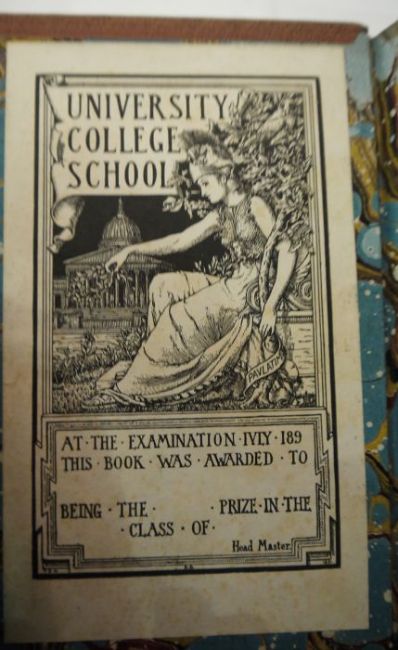 UNIVERSITY
COLLEGE
SCHOOL
PAVLATIM
AT · THE · EXAMINATION · IVLY · 189
THIS · BOOK · WAS · AWARDED · TO
BEING · THE · PRIZE · IN · THE
· CLASS · OF ·
Head Master.